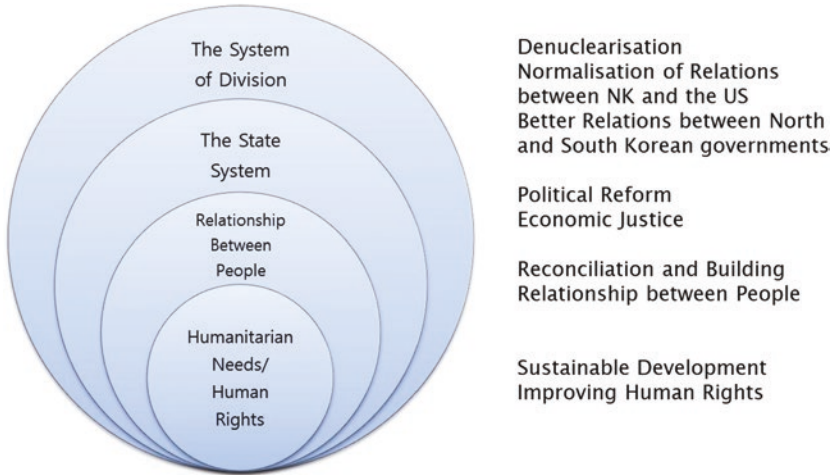 The System
of Division
The State
System
Relationship
Between
People
Humanitarian
Needs/
Human
Rights
Denuclearisation
Normalisation of Relations
between NK and the US
Better Relations between North
and South Korean governments
Political Reform
Economic Justice
Reconciliation and Building
Relationship between People
Sustainable Development
Improving Human Rights